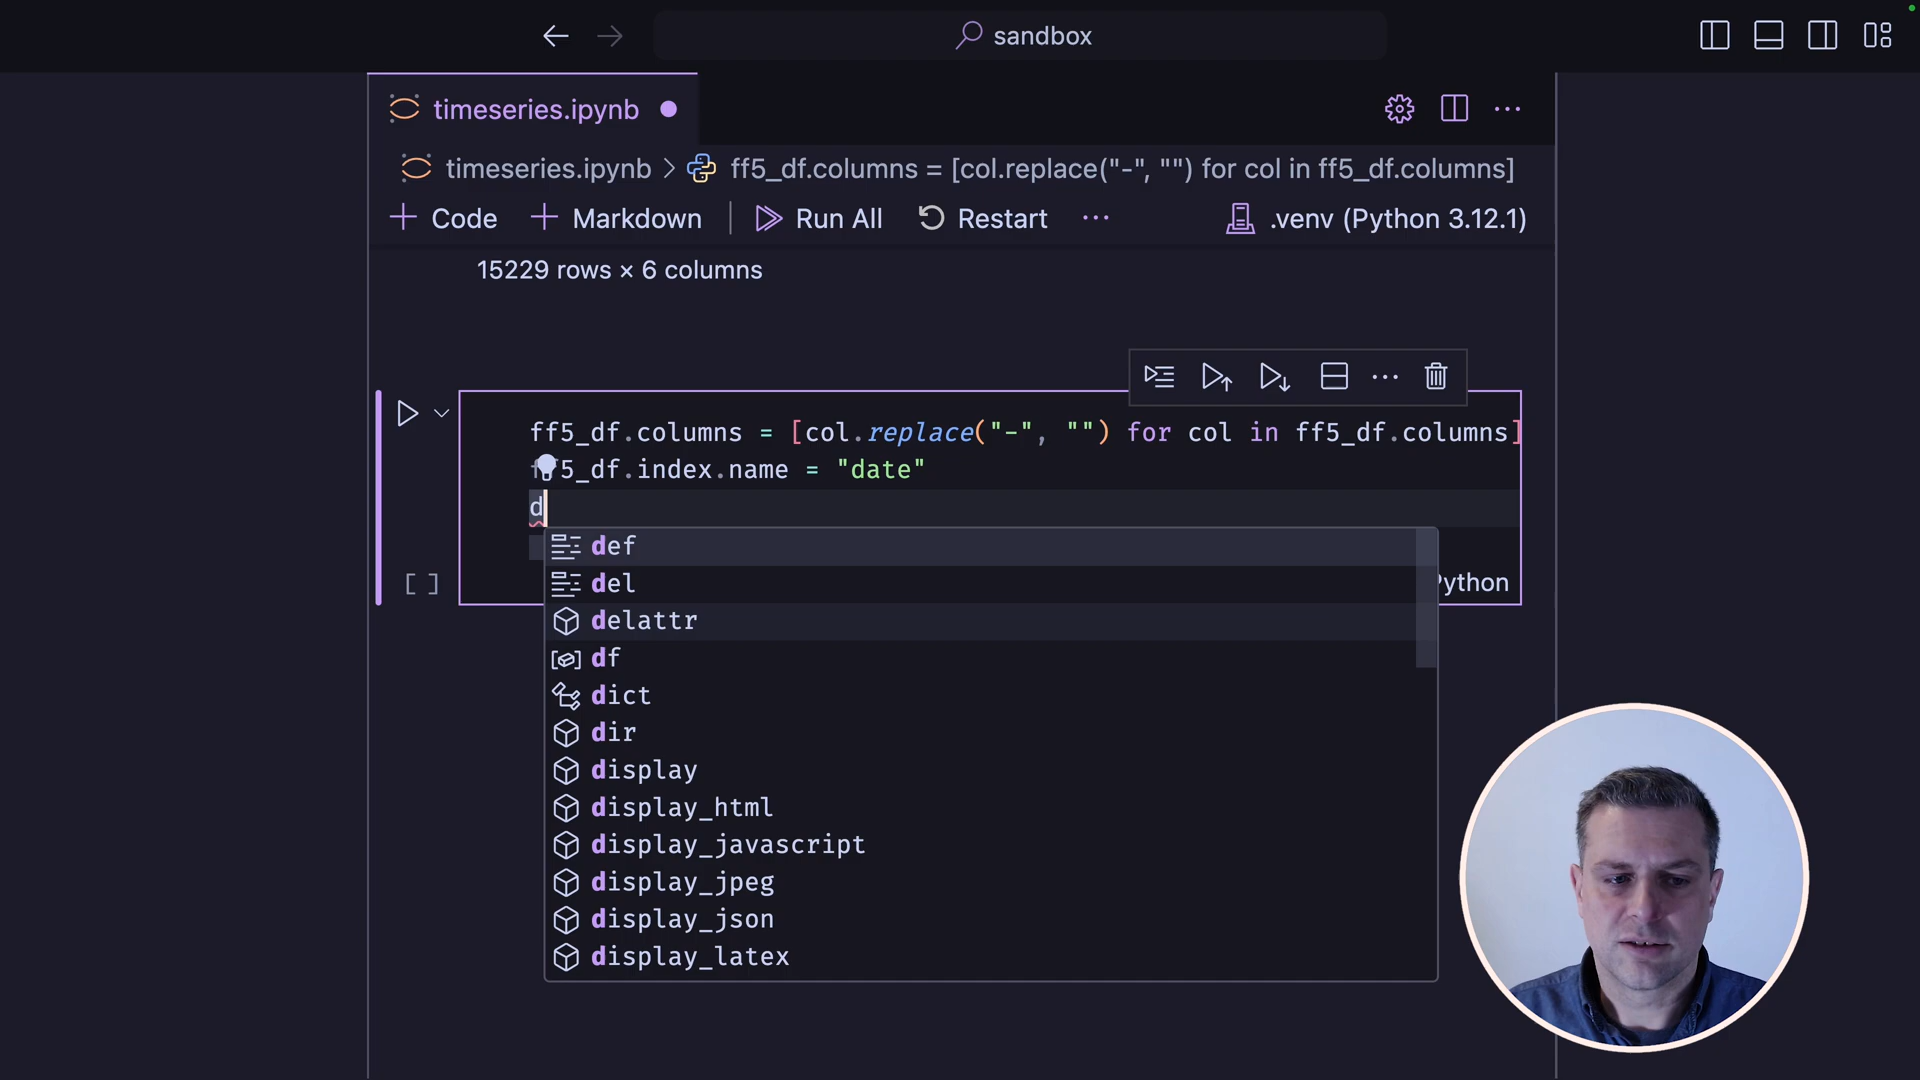 sandbox
timeseries.ipynb
timeseries.ipynb > ff5_df.columns = [col.replace("-", "") for col in ff5_df.columns]
+ Code + Markdown Run All Restart ··· .venv (Python 3.12.1)
15229 rows × 6 columns
ff5_df.columns = [col.replace("-", "") for col in ff5_df.columns]
5_df.index.name = "date"
d
def
[ ] del Python
delattr
df
dict
dir
display
display_html
display_javascript
display_jpeg
display_json
display_latex